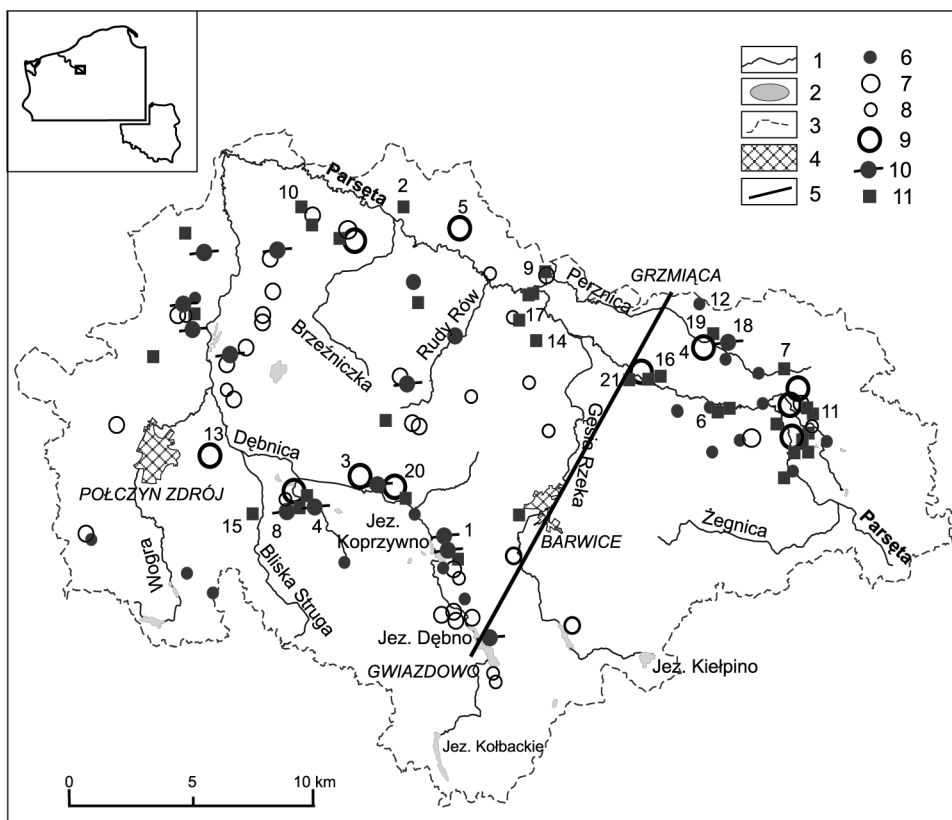 1
2
3
4
5
6
7
8
9
10
11
Parsęta
10
2
5
9
Perznica
GRZMIĄCA
12
Rudy Rów
17
19
18
14
4
Brzeźniczka
7
21
16
6
11
Gęsia Rzeka
Dębnica
13
3
20
POŁCZYN ZDRÓJ
15
8
4
Jez.
Koprzywno
1
BARWICE
Żegnica
Parsęta
Wogra
Bliska Struga
Jez. Dębno
GWIAZDOWO
Jez. Kiełpino
Jez. Kołbackie
0
5
10 km